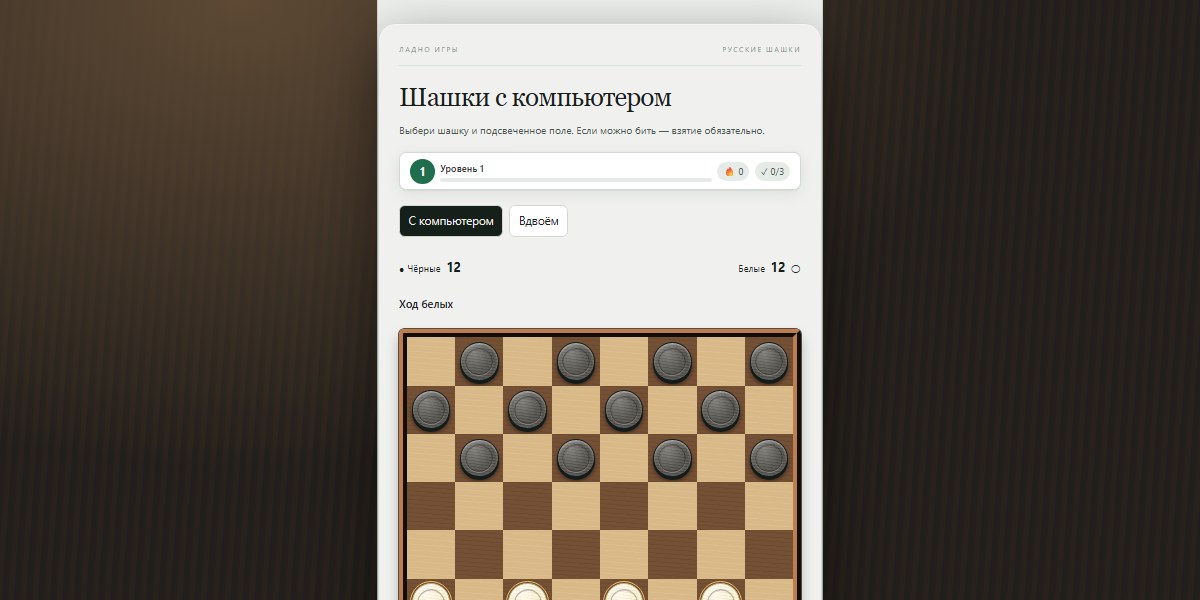 ЛАДНО ИГРЫ
РУССКИЕ ШАШКИ
Шашки с компьютером
Выбери шашку и подсвеченное поле. Если можно бить — взятие обязательно.
1 Уровень 1 0 ✓ 0/3
С компьютером Вдвоём
Чёрные 12
Белые 12
Ход белых